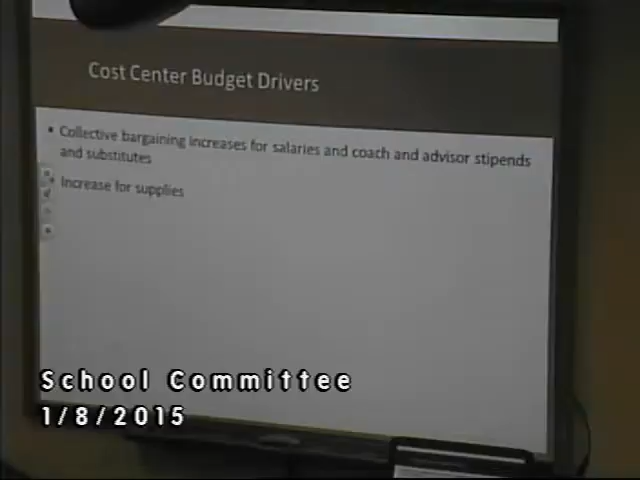 Cost Center Budget Drivers
• Collective bargaining increases for salaries and coach and advisor stipends
and substitutes
• Increase for supplies
School Committee
1/8/2015